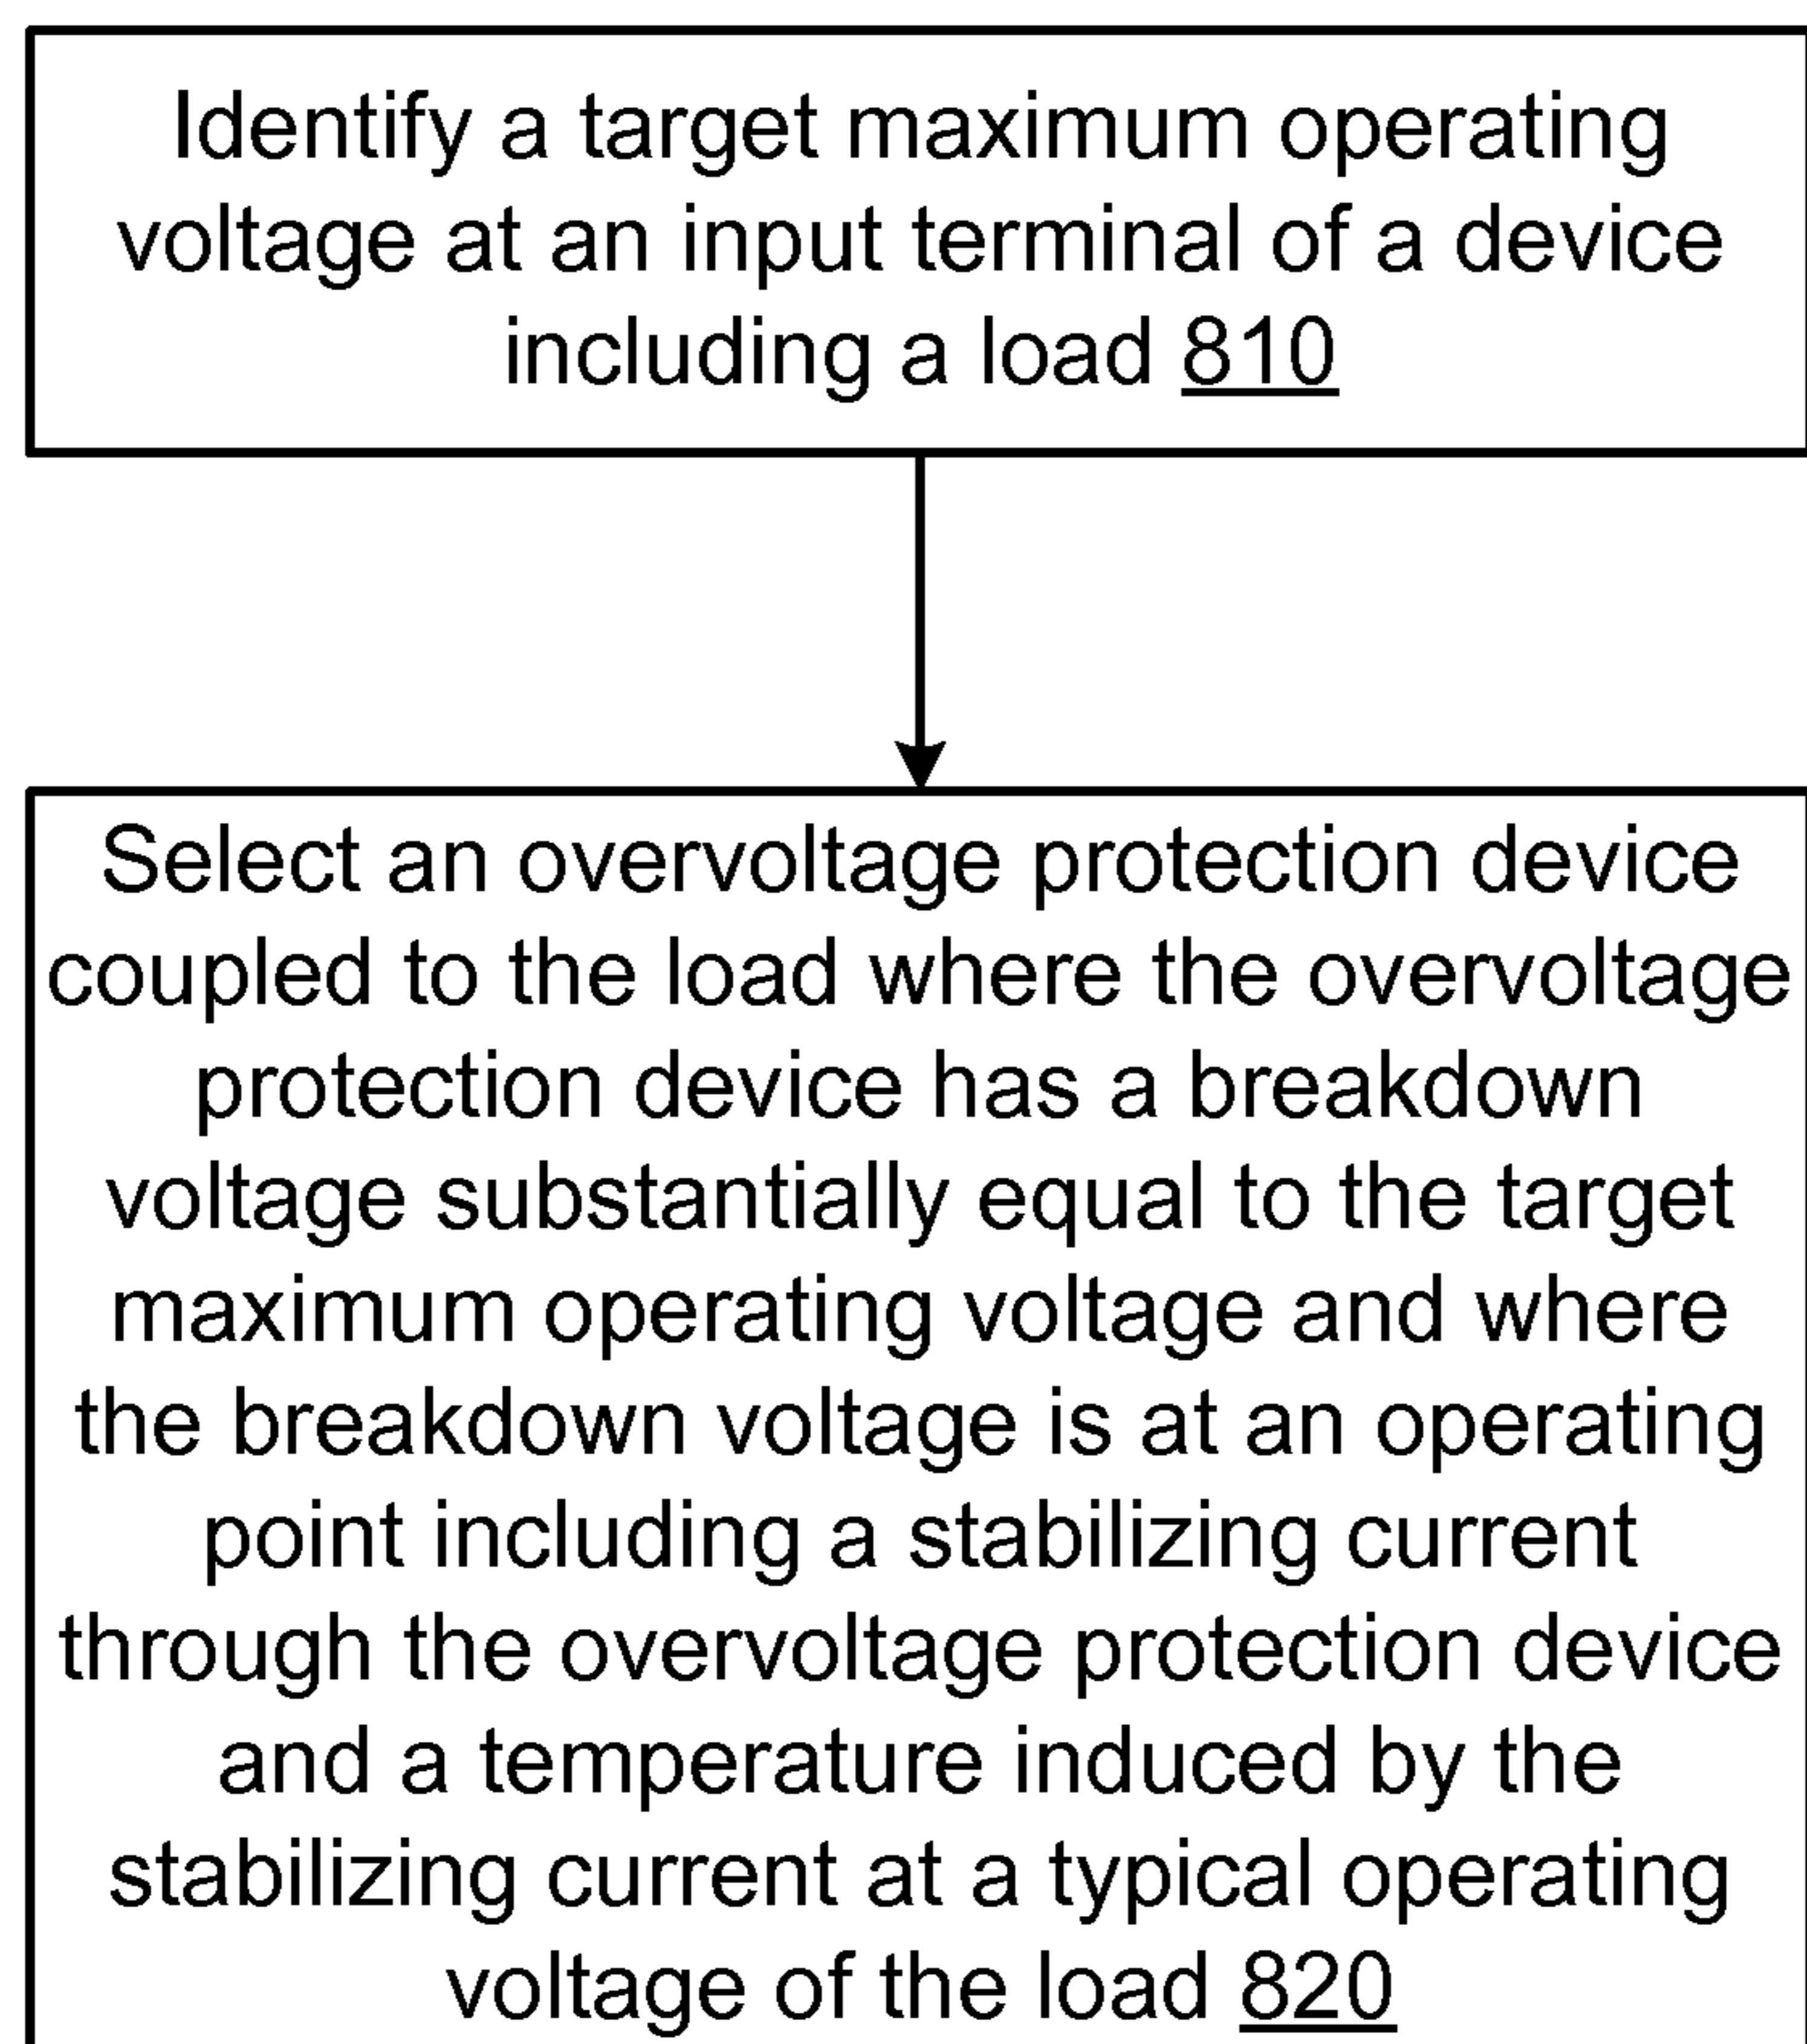 Identify a target maximum operating
voltage at an input terminal of a device
including a load 810
Select an overvoltage protection device
coupled to the load where the overvoltage
protection device has a breakdown
voltage substantially equal to the target
maximum operating voltage and where
the breakdown voltage is at an operating
point including a stabilizing current
through the overvoltage protection device
and a temperature induced by the
stabilizing current at a typical operating
voltage of the load 820